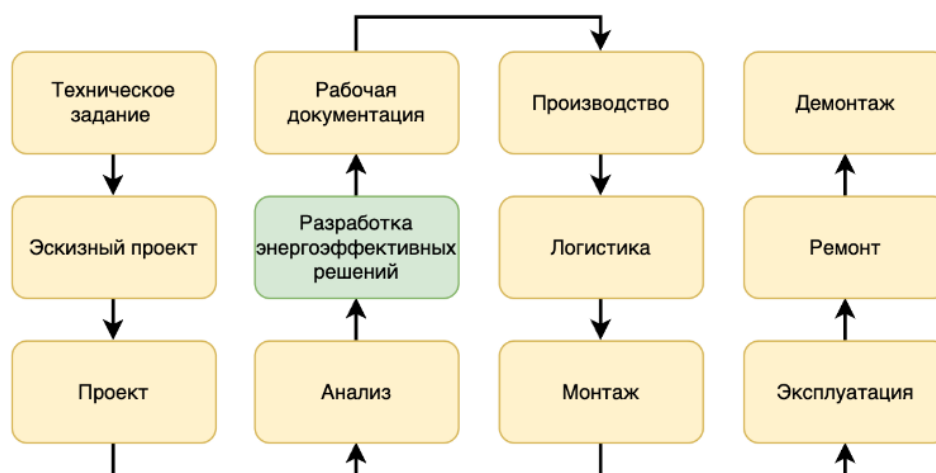 Техническое
задание
Эскизный проект
Проект
Анализ
Разработка
энергоэффективных
решений
Рабочая
документация
Производство
Логистика
Монтаж
Эксплуатация
Ремонт
Демонтаж